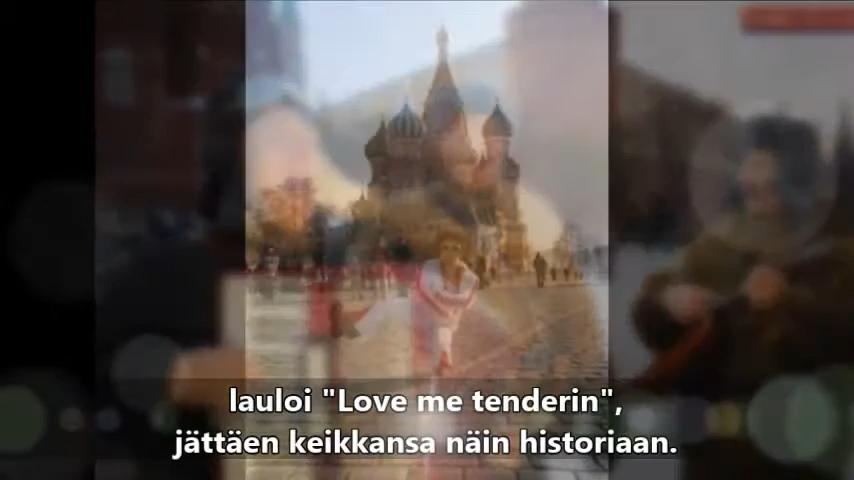 lauloi "Love me tenderin",
jättäen keikkansa näin historiaan.